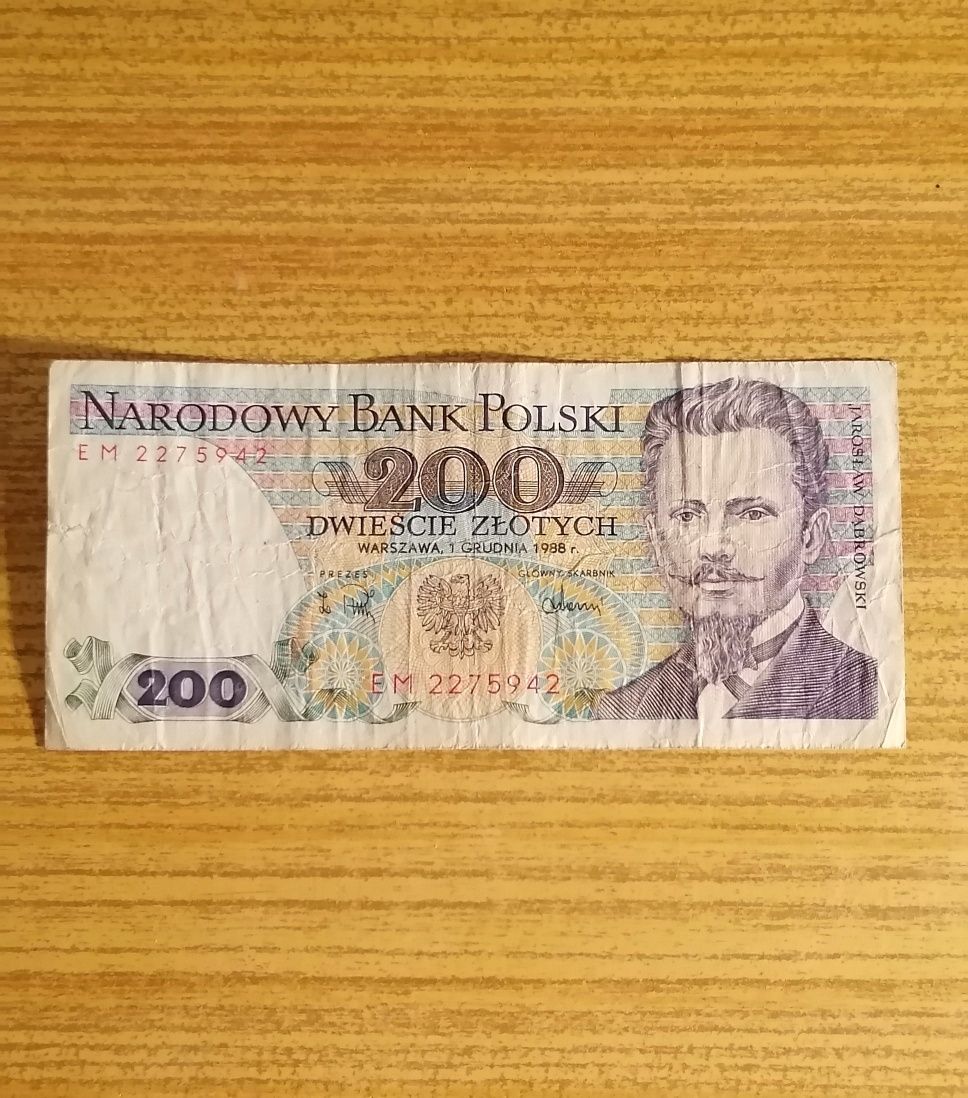 NARODOWY BANK POLSKI
EM 2275942
200
DWIEŚCIE ZŁOTYCH
WARSZAWA, 1 GRUDNIA 1988 r.
PREZES
GŁÓWNY SKARBNIK
EM 2275942
200
JAROSŁAW DĄBROWSKI